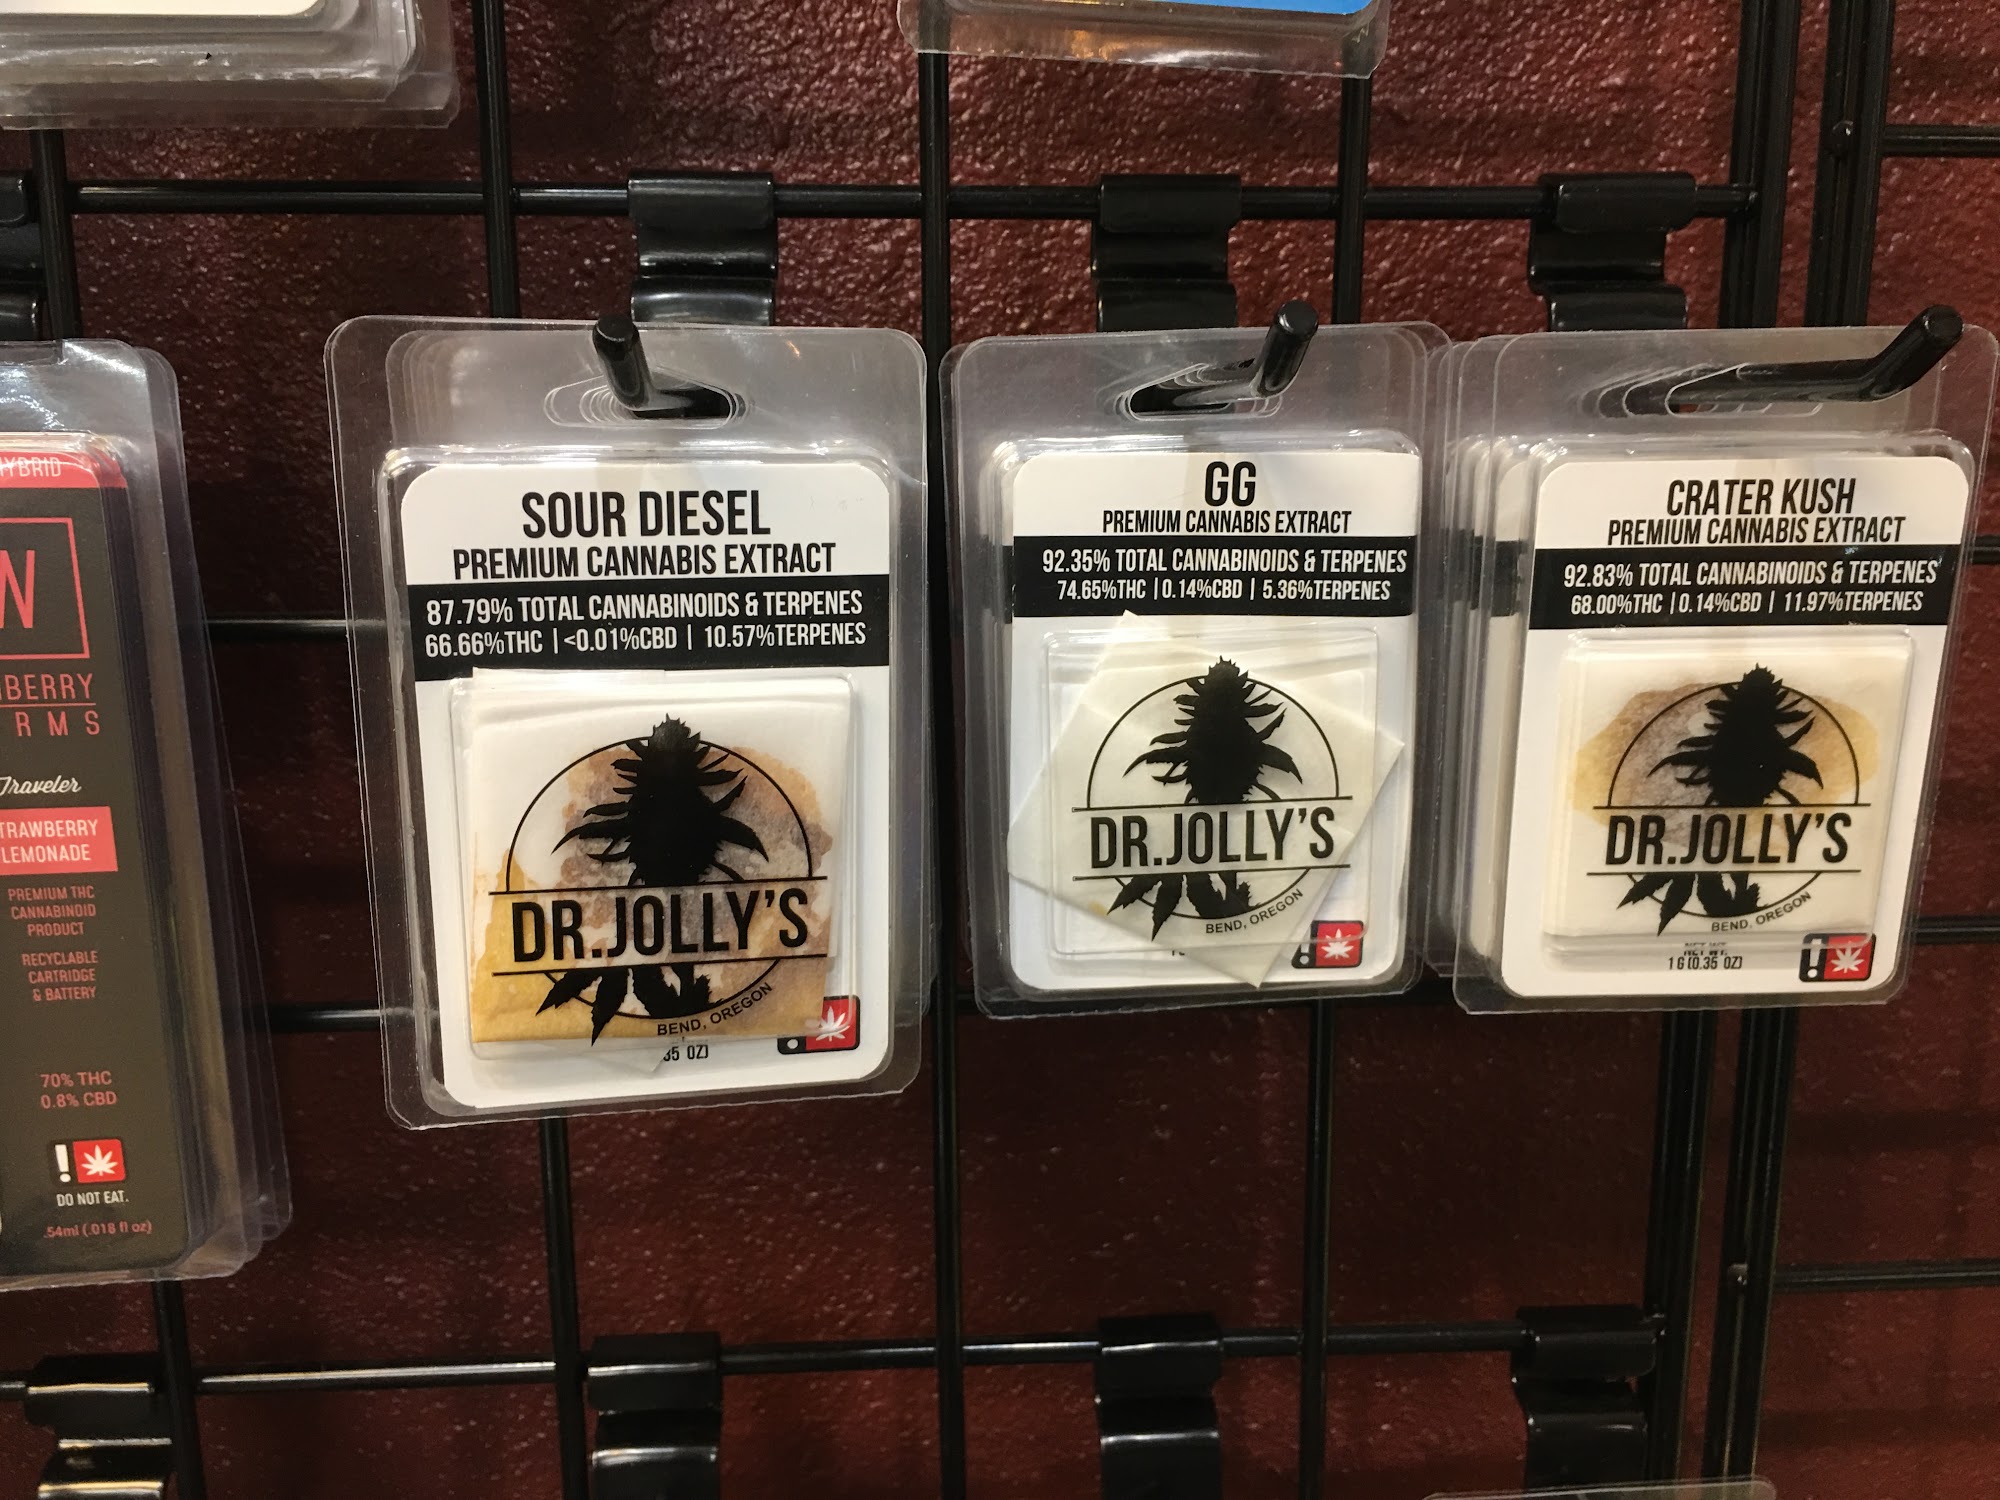 HYBRID
W
BERRY
RMS
Traveler
TRAWBERRY
LEMONADE
PREMIUM THC
CANNABINOID
PRODUCT
RECYCLABLE
CARTRIDGE
& BATTERY
70% THC
0.8% CBD
!
DO NOT EAT.
.54ml (.018 fl oz)
SOUR DIESEL
PREMIUM CANNABIS EXTRACT
87.79% TOTAL CANNABINOIDS & TERPENES
66.66%THC | <0.01%CBD | 10.57%TERPENES
DR.JOLLY'S
BEND, OREGON
35 OZ)
GG
PREMIUM CANNABIS EXTRACT
92.35% TOTAL CANNABINOIDS & TERPENES
74.65%THC | 0.14%CBD | 5.36%TERPENES
DR.JOLLY'S
BEND, OREGON
!
CRATER KUSH
PREMIUM CANNABIS EXTRACT
92.83% TOTAL CANNABINOIDS & TERPENES
68.00%THC | 0.14%CBD | 11.97%TERPENES
DR.JOLLY'S
BEND, OREGON
NET WT.
1 G (0.35 OZ)
!